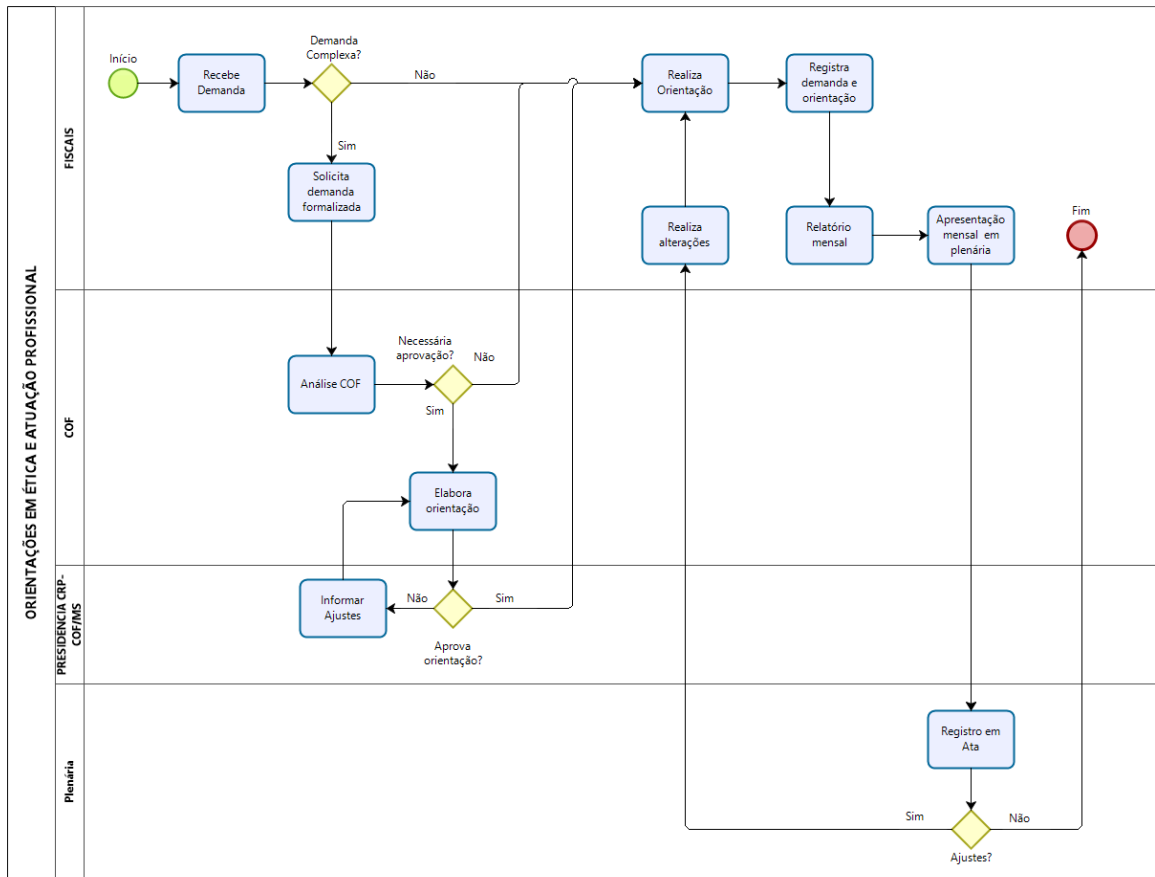 ORIENTAÇÕES EM ÉTICA E ATUAÇÃO PROFISSIONAL
FISCAIS
Início
Recebe
Demanda
Demanda
Complexa?
Não
Sim
Solicita
demanda
formalizada
Realiza
Orientação
Registra
demanda e
orientação
Realiza
alterações
Relatório
mensal
Apresentação
mensal em
plenária
Fim
COF
Análise COF
Necessária
aprovação?
Não
Sim
Elabora
orientação
PRESIDÊNCIA CRP-
COF/MS
Informar
Ajustes
Não
Sim
Aprova
orientação?
Plenária
Registro em
Ata
Sim
Não
Ajustes?